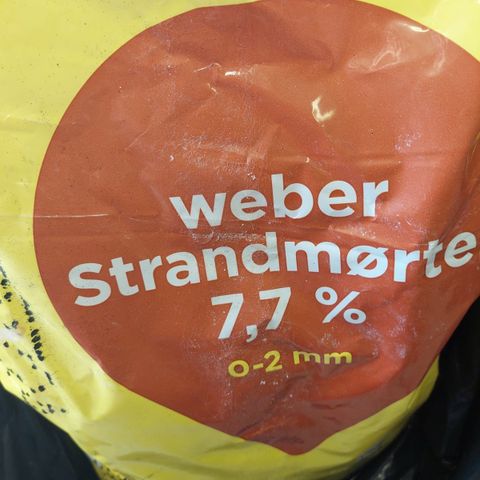 weber
Strandmørte
7,7 %
0-2 mm